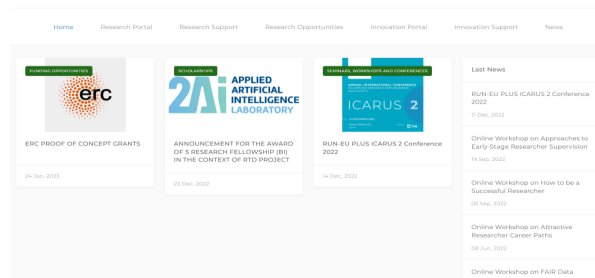 Home Research Portal Research Support Research Opportunities Innovation Portal Innovation Support News
FUNDING OPPORTUNITIES
erc
ERC PROOF OF CONCEPT GRANTS
24 Jan, 2023
SCHOLARSHIPS
2Ai
APPLIED
ARTIFICIAL
INTELLIGENCE
LABORATORY
ANNOUNCEMENT FOR THE AWARD
OF 5 RESEARCH FELLOWSHIP (BI)
IN THE CONTEXT OF RTD PROJECT
23 Dec, 2022
SEMINARS, WORKSHOPS AND CONFERENCES
ANNUAL INTERNATIONAL CONFERENCE
ICARUS 2
RUN-EU PLUS ICARUS 2 Conference
2022
14 Dec, 2022
Last News
RUN-EU PLUS ICARUS 2 Conference
2022
11 Dec, 2022
Online Workshop on Approaches to
Early-Stage Researcher Supervision
19 Sep, 2022
Online Workshop on How to be a
Successful Researcher
05 Sep, 2022
Online Workshop on Attractive
Researcher Career Paths
08 Jun, 2022
Online Workshop on FAIR Data